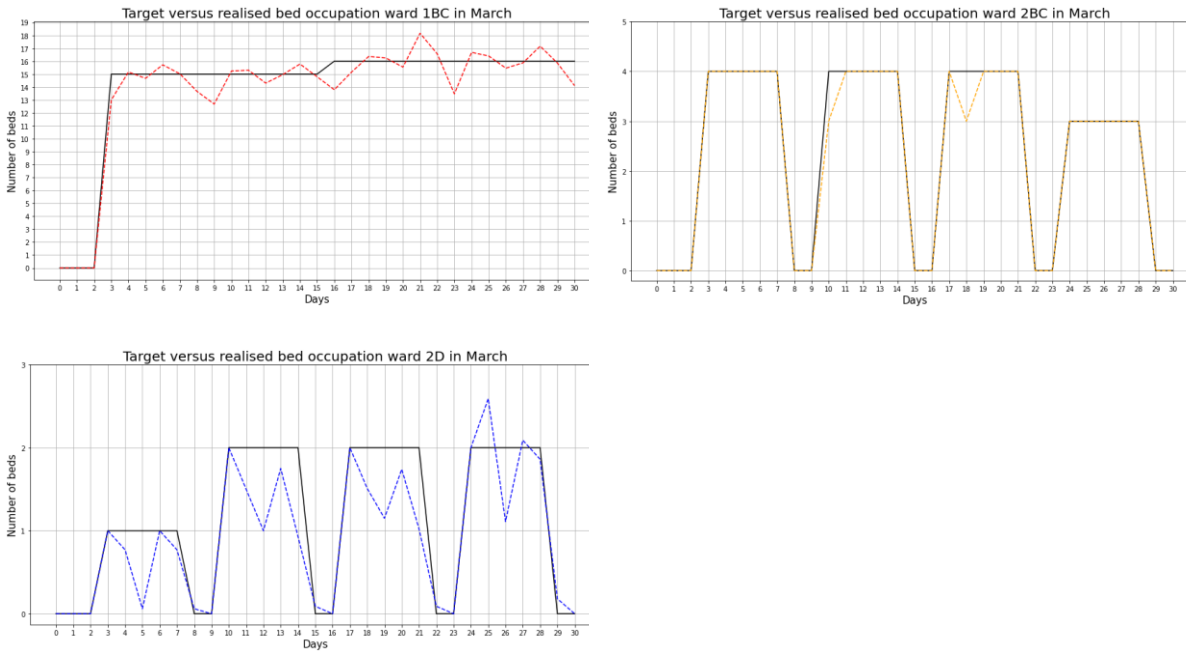 Target versus realised bed occupation ward 1BC in March
Number of beds
19
18
17
16
15
14
13
12
11
10
9
8
7
6
5
4
3
2
1
0
0 1 2 3 4 5 6 7 8 9 10 11 12 13 14 15 16 17 18 19 20 21 22 23 24 25 26 27 28 29 30
Days
Target versus realised bed occupation ward 2BC in March
Number of beds
5
4
3
2
1
0
0 1 2 3 4 5 6 7 8 9 10 11 12 13 14 15 16 17 18 19 20 21 22 23 24 25 26 27 28 29 30
Days
Target versus realised bed occupation ward 2D in March
Number of beds
3
2
1
0
0 1 2 3 4 5 6 7 8 9 10 11 12 13 14 15 16 17 18 19 20 21 22 23 24 25 26 27 28 29 30
Days